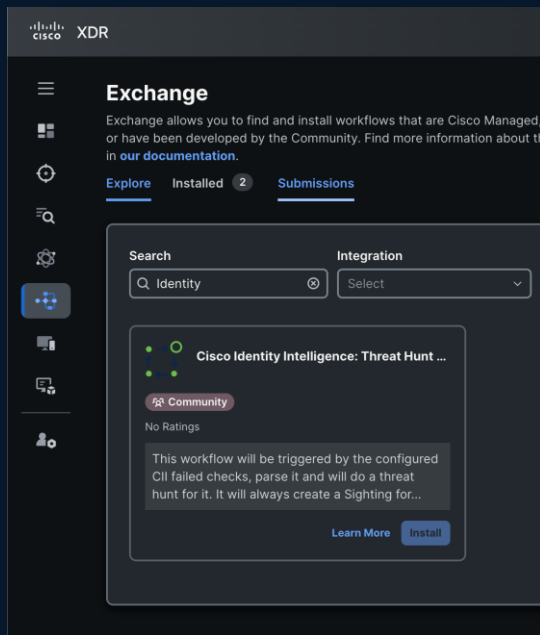 cisco XDR
Exchange
Exchange allows you to find and install workflows that are Cisco Managed,
or have been developed by the Community. Find more information about
in our documentation.
Explore Installed 2 Submissions
Search Integration
Identity Select
Cisco Identity Intelligence: Threat Hunt ...
Community
No Ratings
This workflow will be triggered by the configured
CII failed checks, parse it and will do a threat
hunt for it. It will always create a Sighting for...
Learn More Install